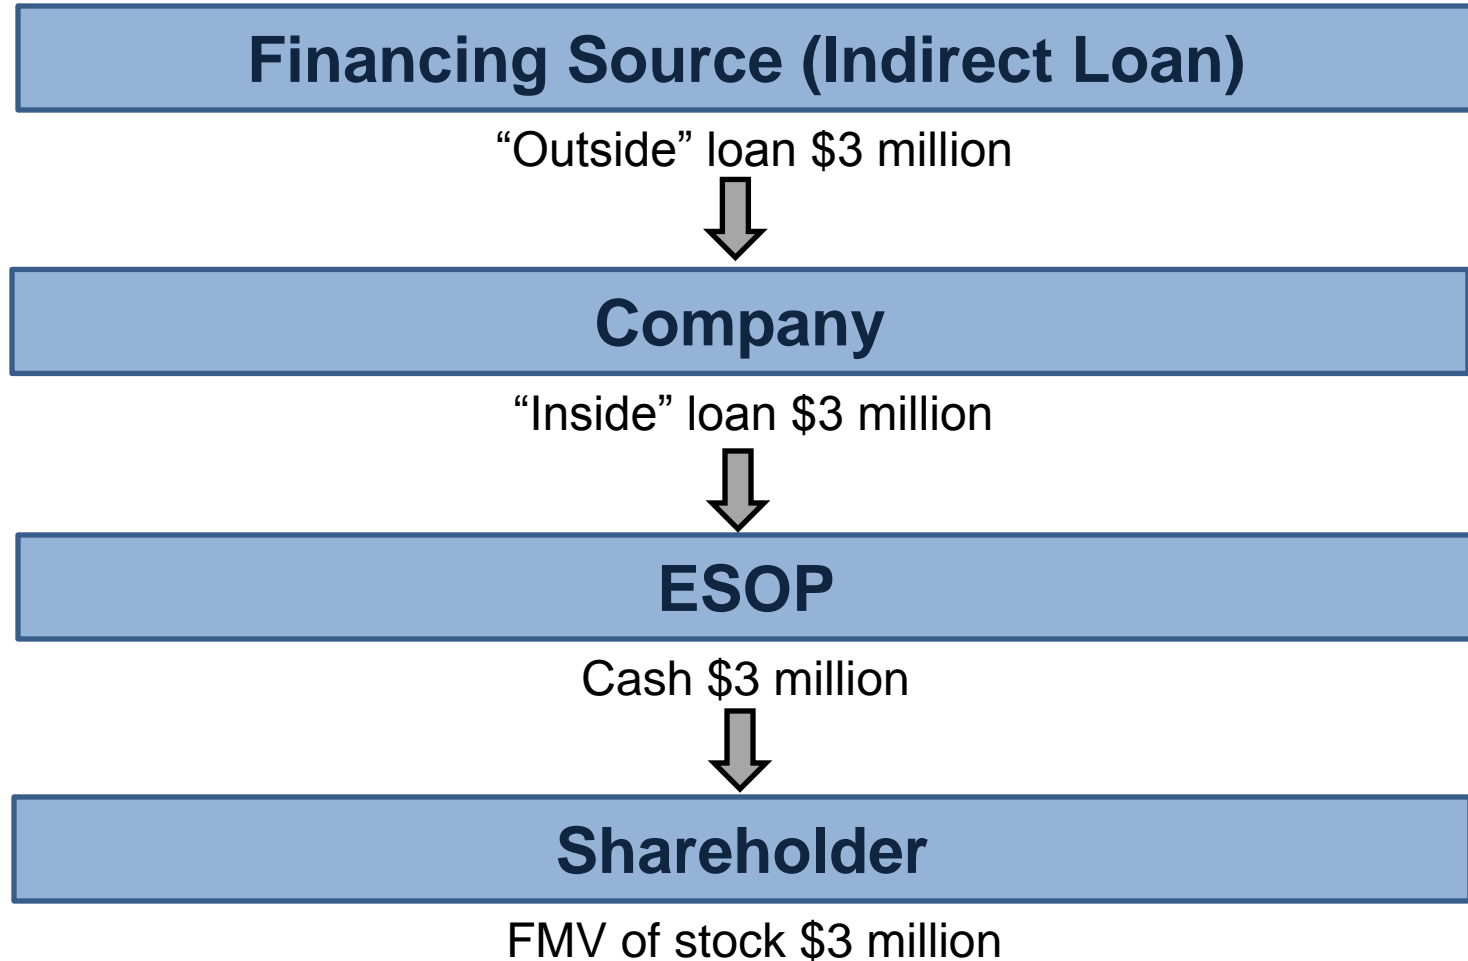 Financing Source (Indirect Loan)
“Outside” loan $3 million
Company
“Inside” loan $3 million
ESOP
Cash $3 million
Shareholder
FMV of stock $3 million